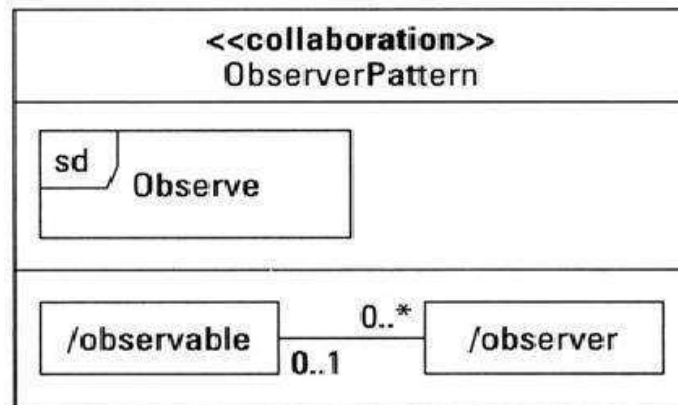 <<collaboration>>
ObserverPattern
sd
Observe
/observable
0..1
0..*
/observer